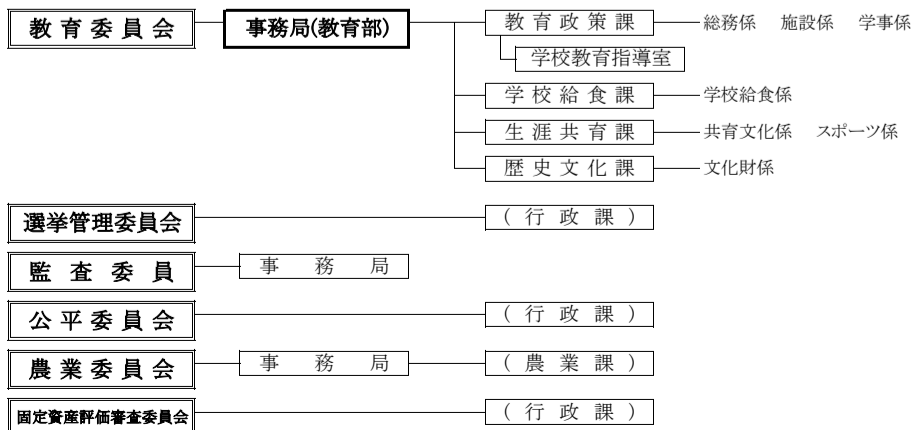 教育委員会 事務局(教育部) 教育政策課 総務係 施設係 学事係
学校教育指導室
学校給食課 学校給食係
生涯共育課 共育文化係 スポーツ係
歴史文化課 文化財係
選挙管理委員会 (行政課)
監査委員 事務局
公平委員会 (行政課)
農業委員会 事務局 (農業課)
固定資産評価審査委員会 (行政課)